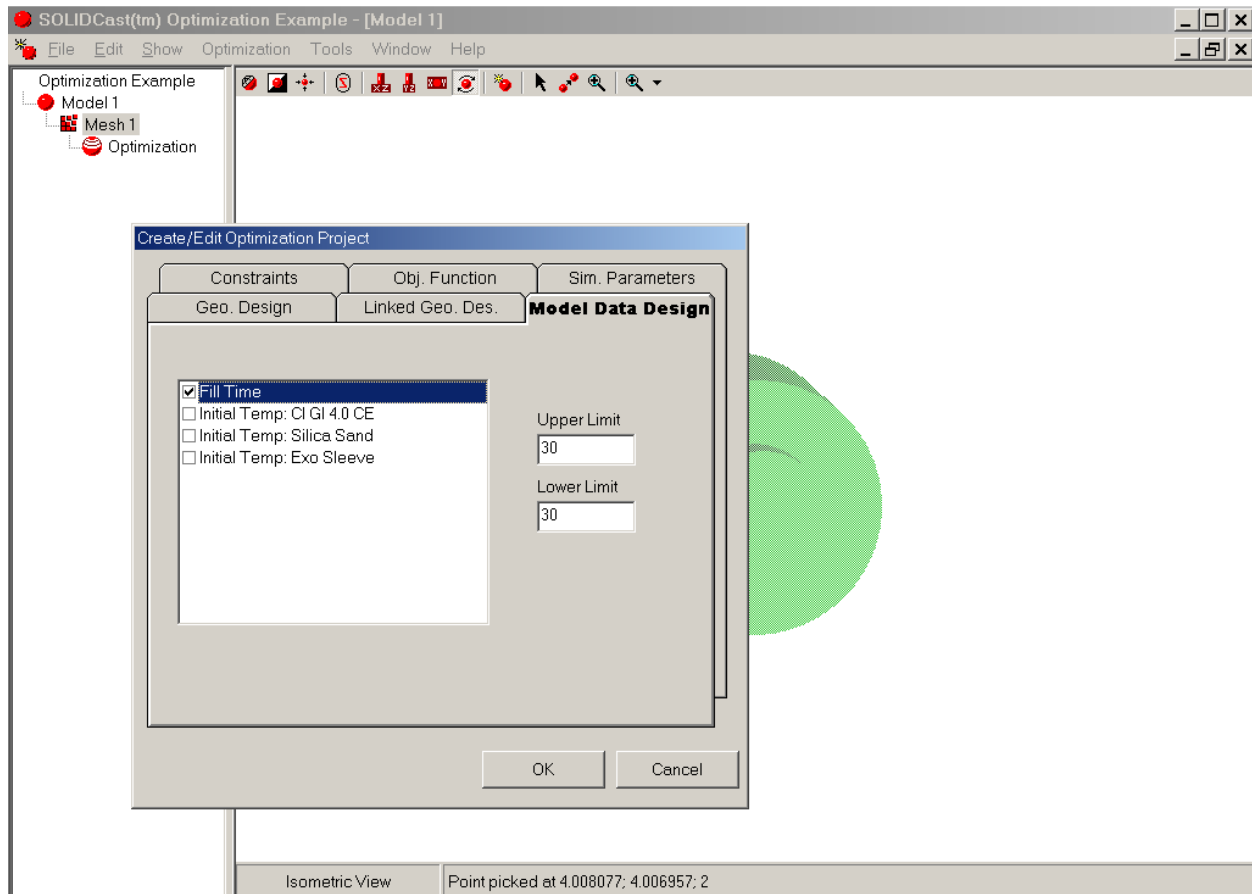 SOLIDCast(tm) Optimization Example - [Model 1]
File Edit Show Optimization Tools Window Help
Optimization Example
Model 1
Mesh 1
Optimization
XZ YZ XY
Create/Edit Optimization Project
Constraints Obj. Function Sim. Parameters
Geo. Design Linked Geo. Des. Model Data Design
Fill Time
Initial Temp: CI GI 4.0 CE
Initial Temp: Silica Sand
Initial Temp: Exo Sleeve
Upper Limit
30
Lower Limit
30
OK Cancel
Isometric View Point picked at 4.008077; 4.006957; 2